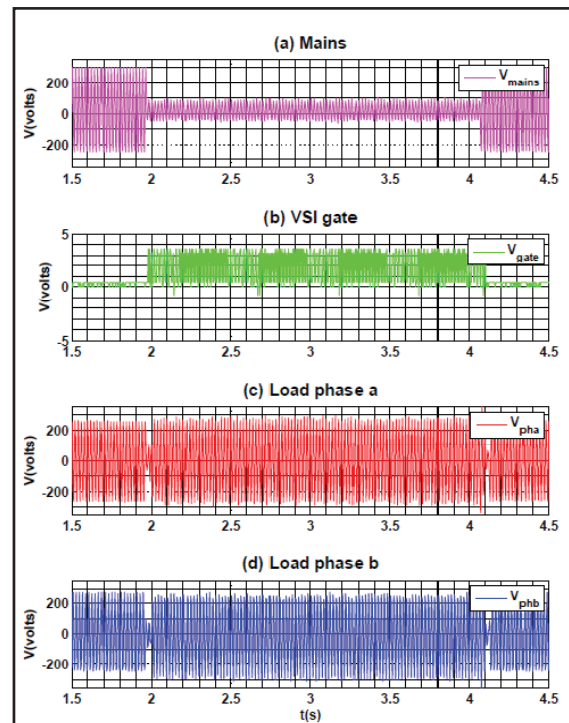 (a) Mains
V(volts)
200
0
-200
V_mains
1.5 2 2.5 3 3.5 4 4.5
(b) VSI gate
V(volts)
5
0
-5
V_gate
1.5 2 2.5 3 3.5 4 4.5
(c) Load phase a
V(volts)
200
0
-200
V_pha
1.5 2 2.5 3 3.5 4 4.5
(d) Load phase b
V(volts)
200
0
-200
V_phb
1.5 2 2.5 3 3.5 4 4.5
t(s)